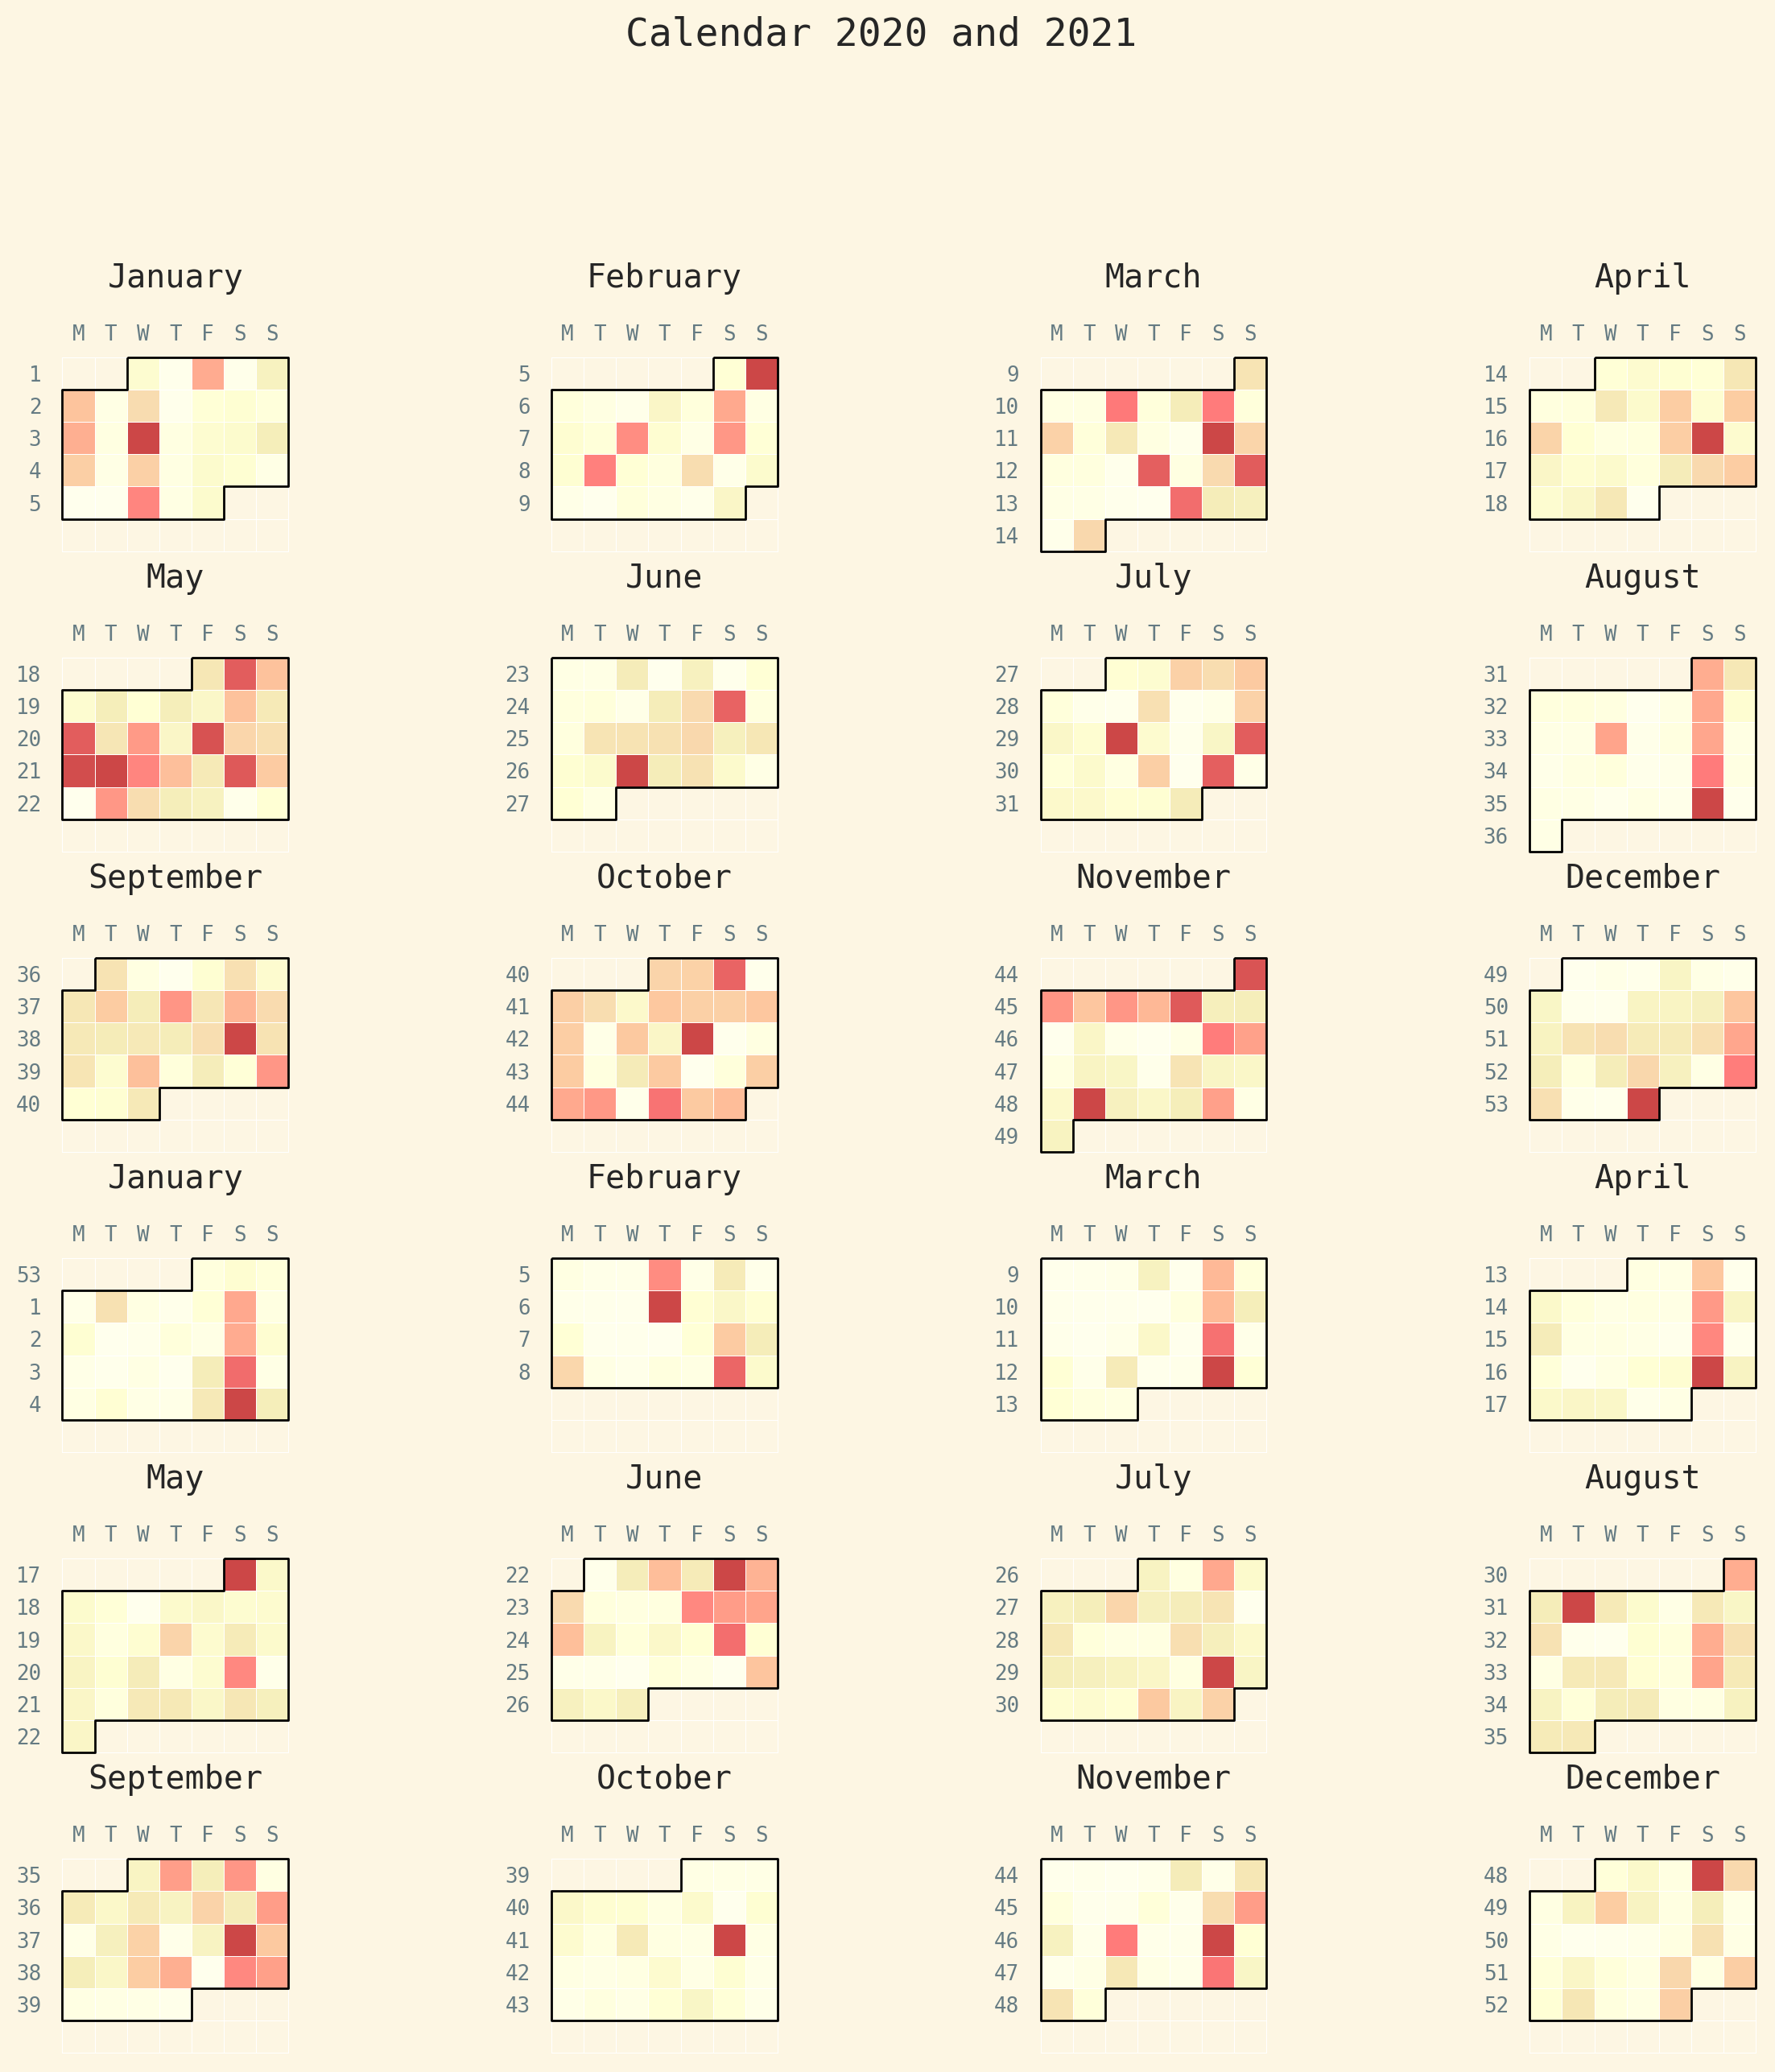 Calendar 2020 and 2021
January February March April
M T W T F S S M T W T F S S M T W T F S S M T W T F S S
1 5 9 14
2 6 10 15
3 7 11 16
4 8 12 17
5 9 13 18
14
May June July August
M T W T F S S M T W T F S S M T W T F S S M T W T F S S
18 23 27 31
19 24 28 32
20 25 29 33
21 26 30 34
22 27 31 35
36
September October November December
M T W T F S S M T W T F S S M T W T F S S M T W T F S S
36 40 44 49
37 41 45 50
38 42 46 51
39 43 47 52
40 44 48 53
49
January February March April
M T W T F S S M T W T F S S M T W T F S S M T W T F S S
53 5 9 13
1 6 10 14
2 7 11 15
3 8 12 16
4 13 17
May June July August
M T W T F S S M T W T F S S M T W T F S S M T W T F S S
17 22 26 30
18 23 27 31
19 24 28 32
20 25 29 33
21 26 30 34
22 35
September October November December
M T W T F S S M T W T F S S M T W T F S S M T W T F S S
35 39 44 48
36 40 45 49
37 41 46 50
38 42 47 51
39 43 48 52